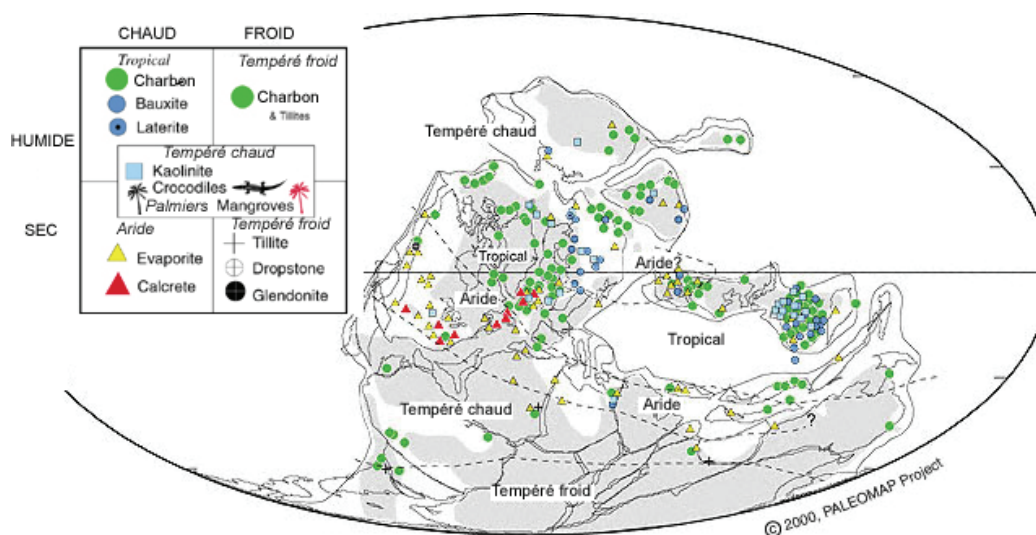 CHAUD FROID
Tropical Tempéré froid
Charbon
Bauxite
Laterite
Charbon
& Tillites
HUMIDE
Tempéré chaud
Kaolinite
Crocodiles
Palmiers Mangroves
SEC
Aride
Evaporite
Calcrete
Tempéré froid
Tillite
Dropstone
Glendonite
Tempéré chaud
Tropical
Aride?
Aride
Tropical
Tempéré chaud
Aride
?
Tempéré froid
© 2000, PALEOMAP Project